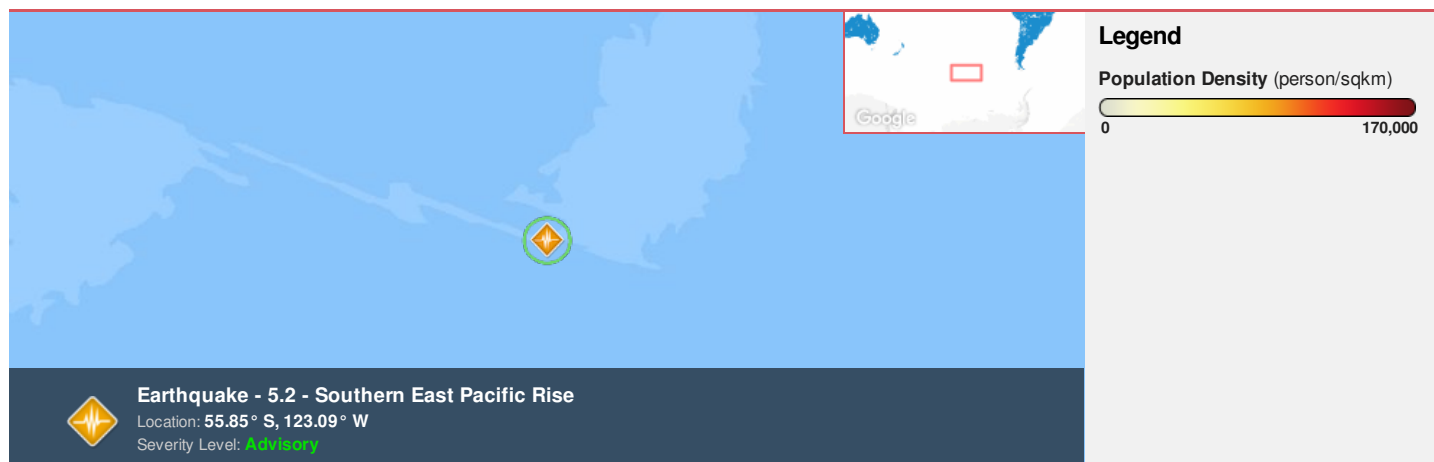 Google
Legend
Population Density (person/sqkm)
0 170,000
Earthquake - 5.2 - Southern East Pacific Rise
Location: 55.85° S, 123.09° W
Severity Level: Advisory